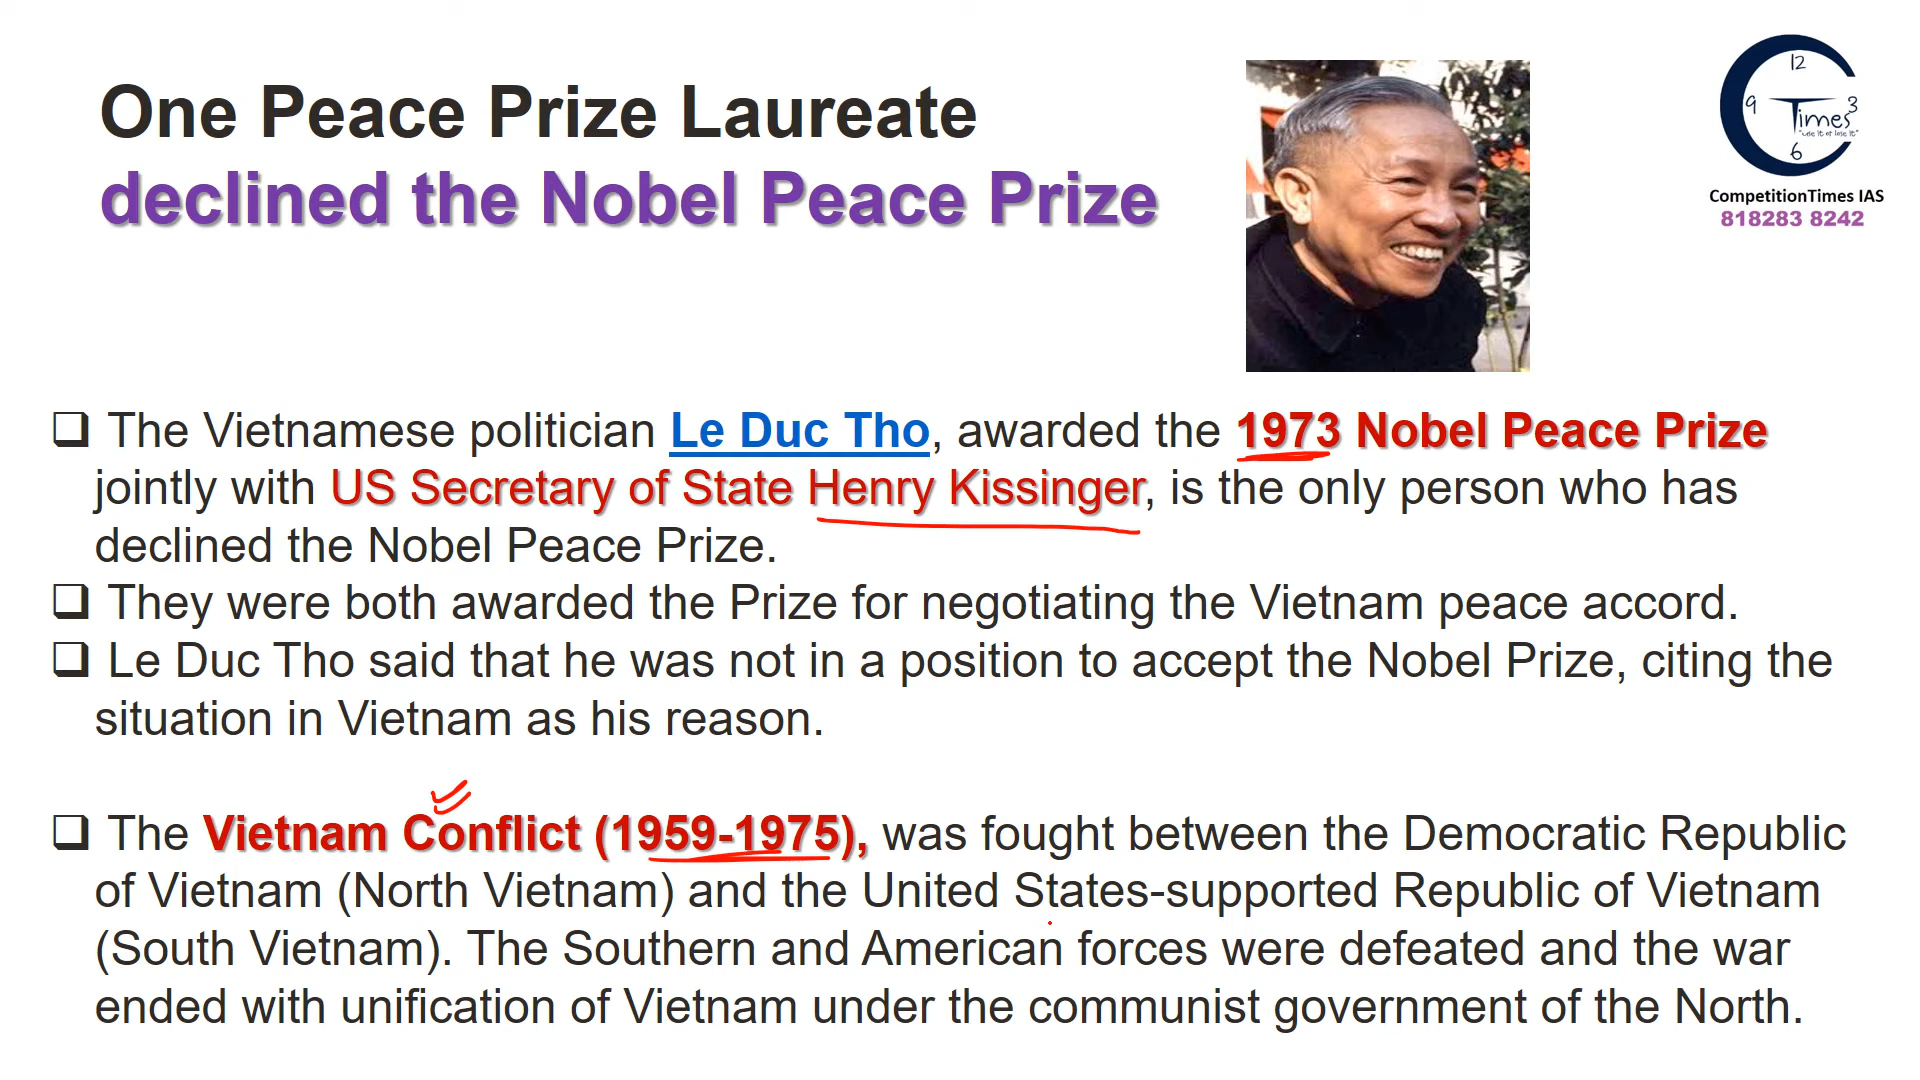 One Peace Prize Laureate
declined the Nobel Peace Prize
12
9
3
Times
"use it or lose it"
6
CompetitionTimes IAS
818283 8242
❑ The Vietnamese politician Le Duc Tho, awarded the 1973 Nobel Peace Prize
jointly with US Secretary of State Henry Kissinger, is the only person who has
declined the Nobel Peace Prize.
❑ They were both awarded the Prize for negotiating the Vietnam peace accord.
❑ Le Duc Tho said that he was not in a position to accept the Nobel Prize, citing the
situation in Vietnam as his reason.
❑ The Vietnam Conflict (1959-1975), was fought between the Democratic Republic
of Vietnam (North Vietnam) and the United States-supported Republic of Vietnam
(South Vietnam). The Southern and American forces were defeated and the war
ended with unification of Vietnam under the communist government of the North.